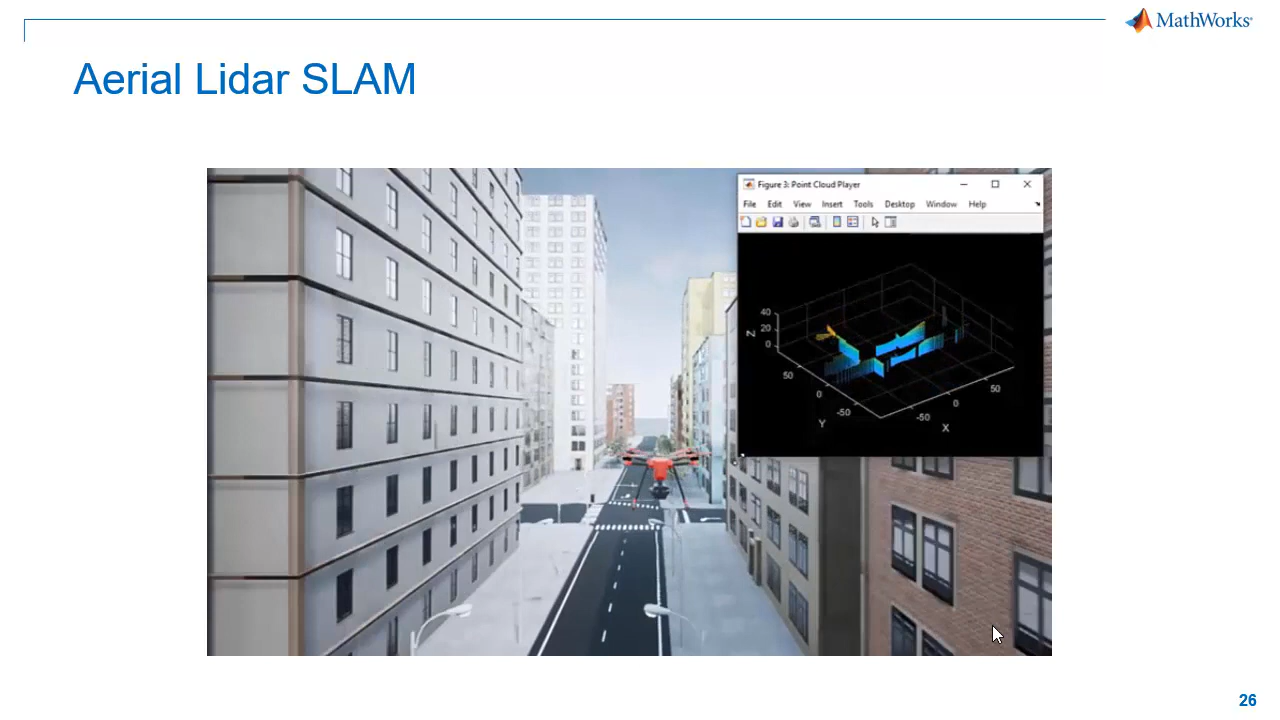 MathWorks
Aerial Lidar SLAM
Figure 3: Point Cloud Player
File Edit View Insert Tools Desktop Window Help
40
20
0
Z
50
0
-50
Y
50
0
-50
X
26